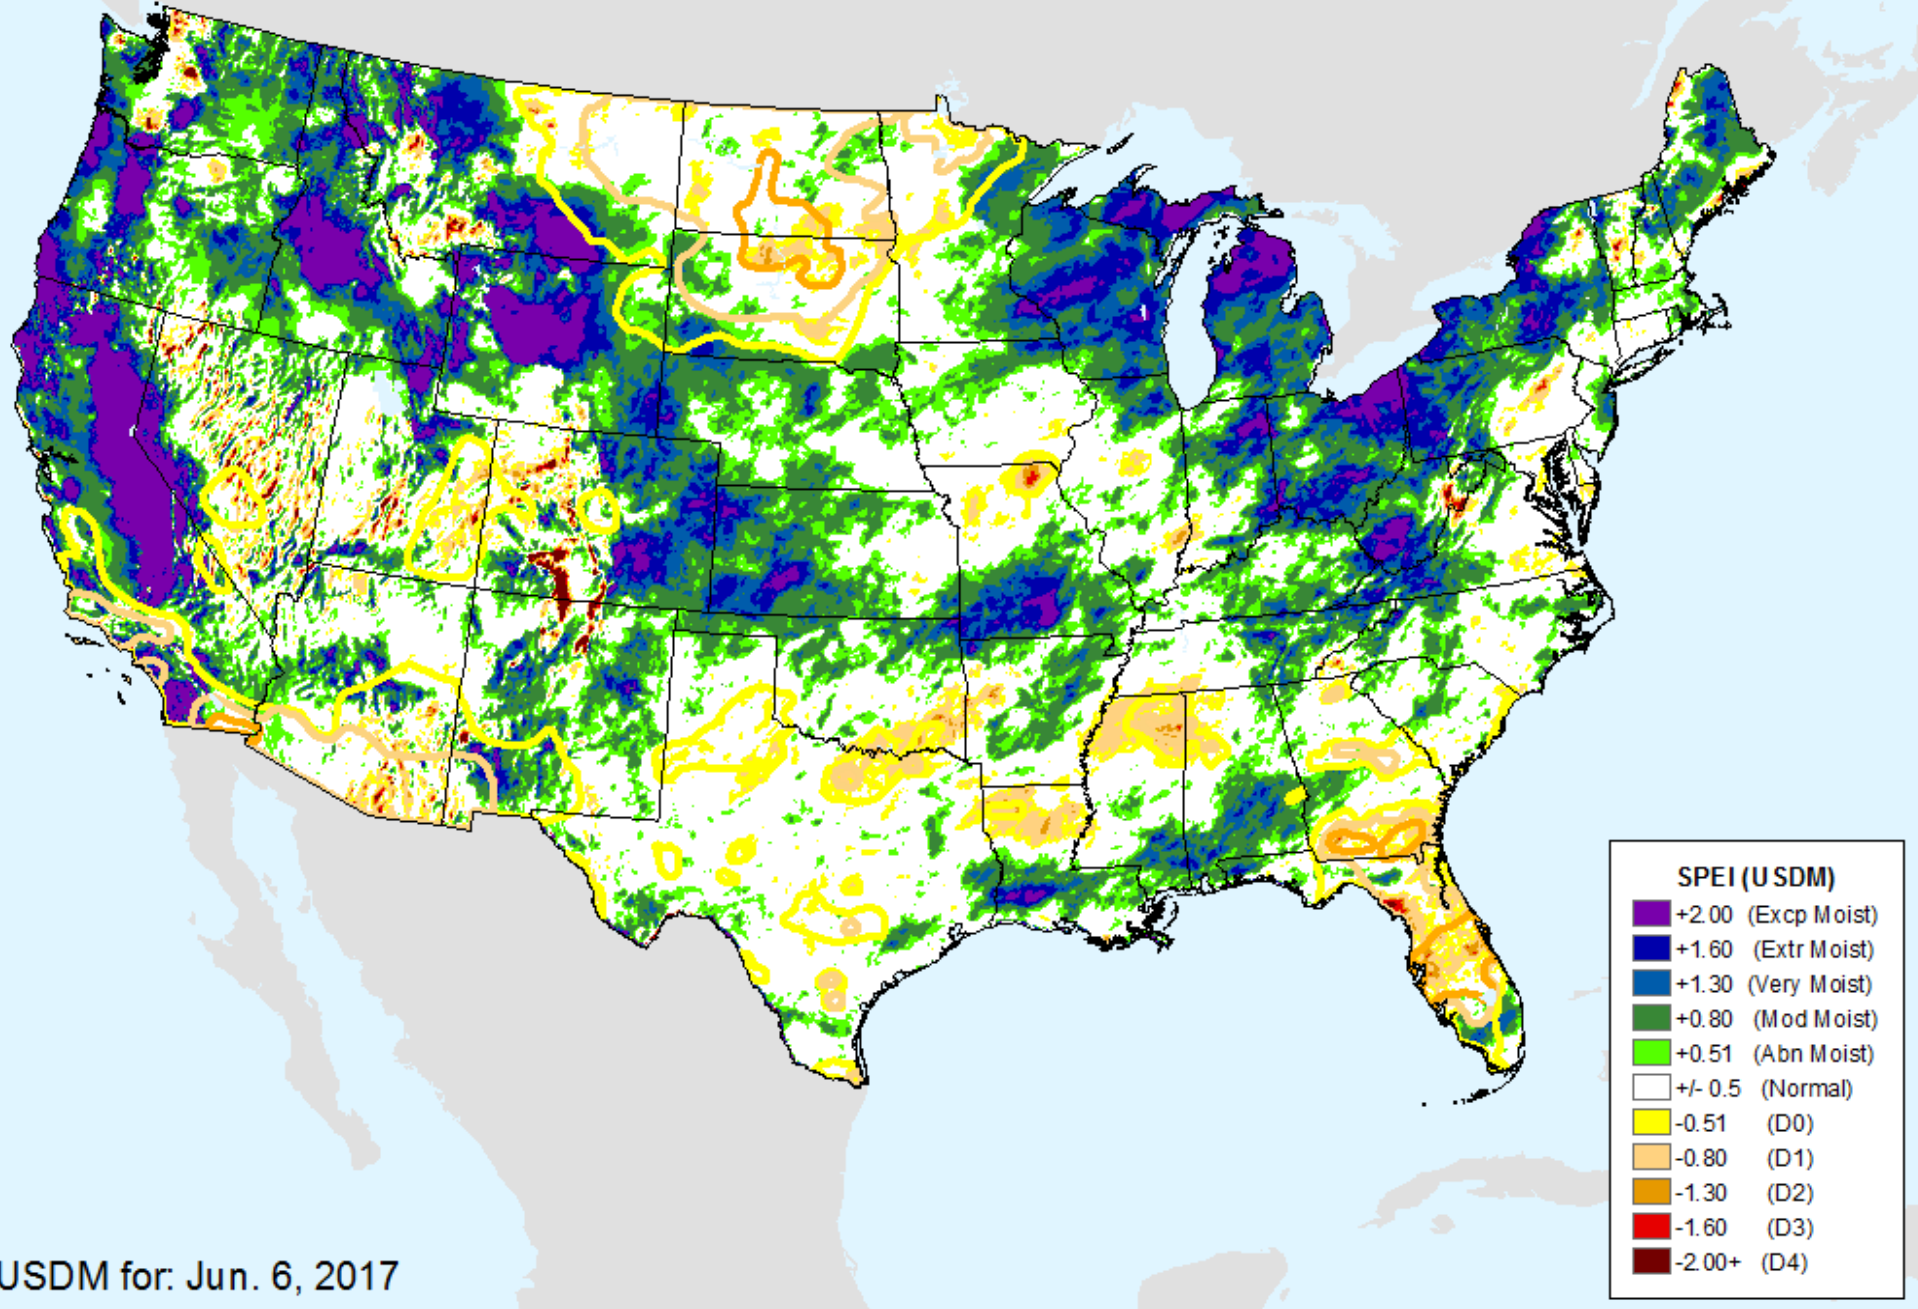 SPEI (USDM)
+2.00 (Excp Moist)
+1.60 (Extr Moist)
+1.30 (Very Moist)
+0.80 (Mod Moist)
+0.51 (Abn Moist)
+/- 0.5 (Normal)
-0.51 (D0)
-0.80 (D1)
-1.30 (D2)
-1.60 (D3)
-2.00+ (D4)
USDM for: Jun. 6, 2017